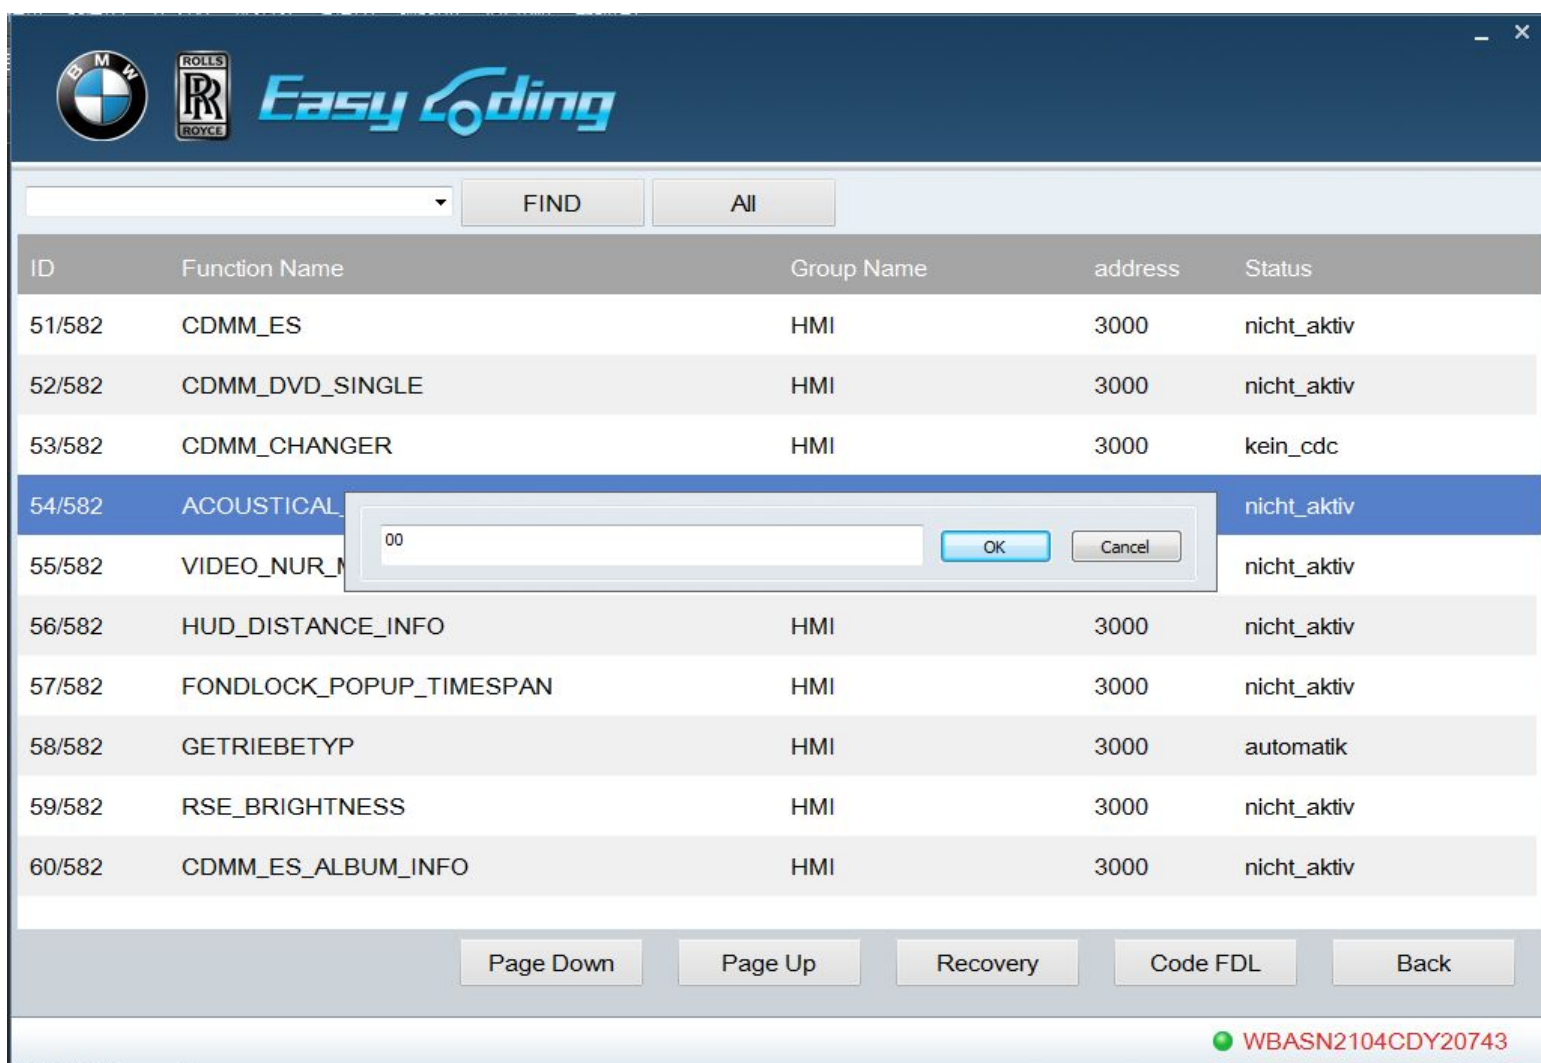 BMW ROLLS RR ROYCE Easy Coding
FIND All
ID Function Name Group Name address Status
51/582 CDMM_ES HMI 3000 nicht_aktiv
52/582 CDMM_DVD_SINGLE HMI 3000 nicht_aktiv
53/582 CDMM_CHANGER HMI 3000 kein_cdc
54/582 ACOUSTICAL_ nicht_aktiv
00 OK Cancel
55/582 VIDEO_NUR_ nicht_aktiv
56/582 HUD_DISTANCE_INFO HMI 3000 nicht_aktiv
57/582 FONDLOCK_POPUP_TIMESPAN HMI 3000 nicht_aktiv
58/582 GETRIEBETYP HMI 3000 automatik
59/582 RSE_BRIGHTNESS HMI 3000 nicht_aktiv
60/582 CDMM_ES_ALBUM_INFO HMI 3000 nicht_aktiv
Page Down Page Up Recovery Code FDL Back
WBASN2104CDY20743